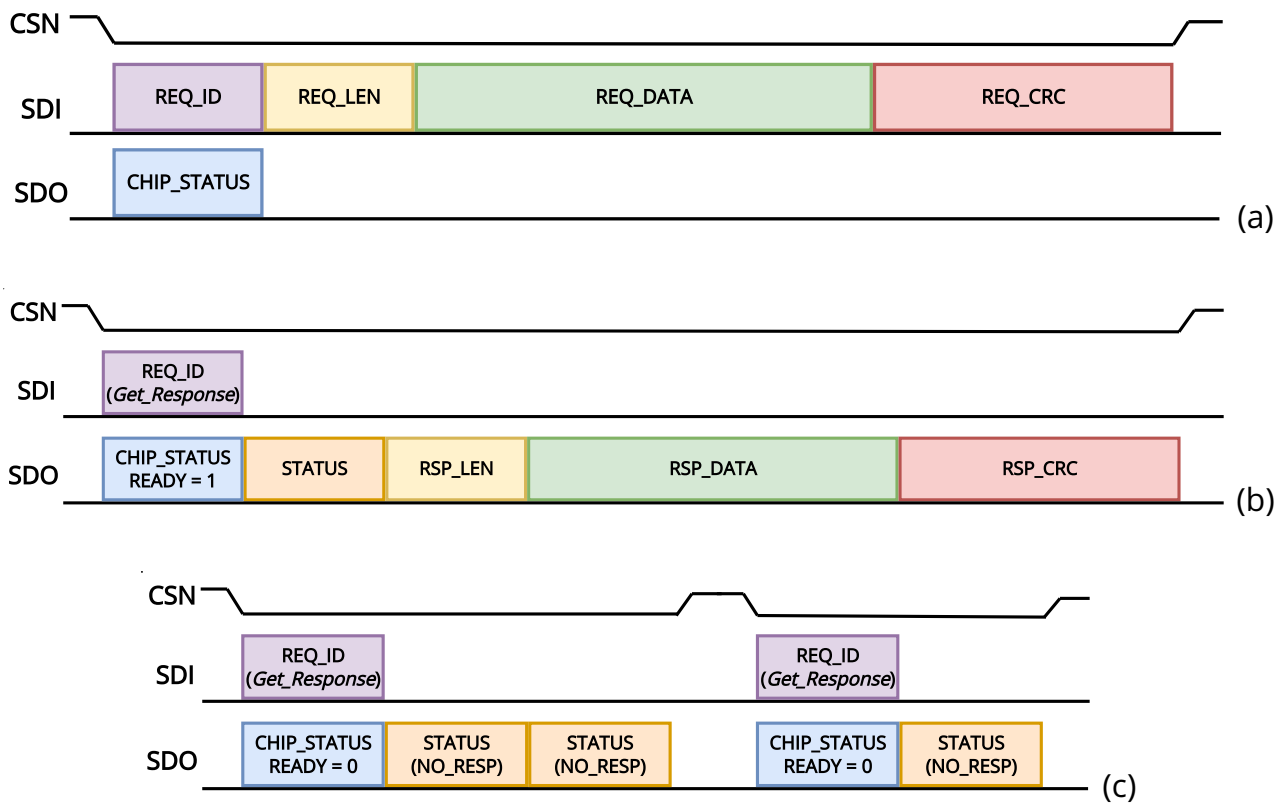 CSN
SDI
REQ_ID
REQ_LEN
REQ_DATA
REQ_CRC
SDO
CHIP_STATUS
(a)
CSN
SDI
REQ_ID
(Get_Response)
SDO
CHIP_STATUS
READY = 1
STATUS
RSP_LEN
RSP_DATA
RSP_CRC
(b)
CSN
SDI
REQ_ID
(Get_Response)
REQ_ID
(Get_Response)
SDO
CHIP_STATUS
READY = 0
STATUS
(NO_RESP)
STATUS
(NO_RESP)
CHIP_STATUS
READY = 0
STATUS
(NO_RESP)
(c)